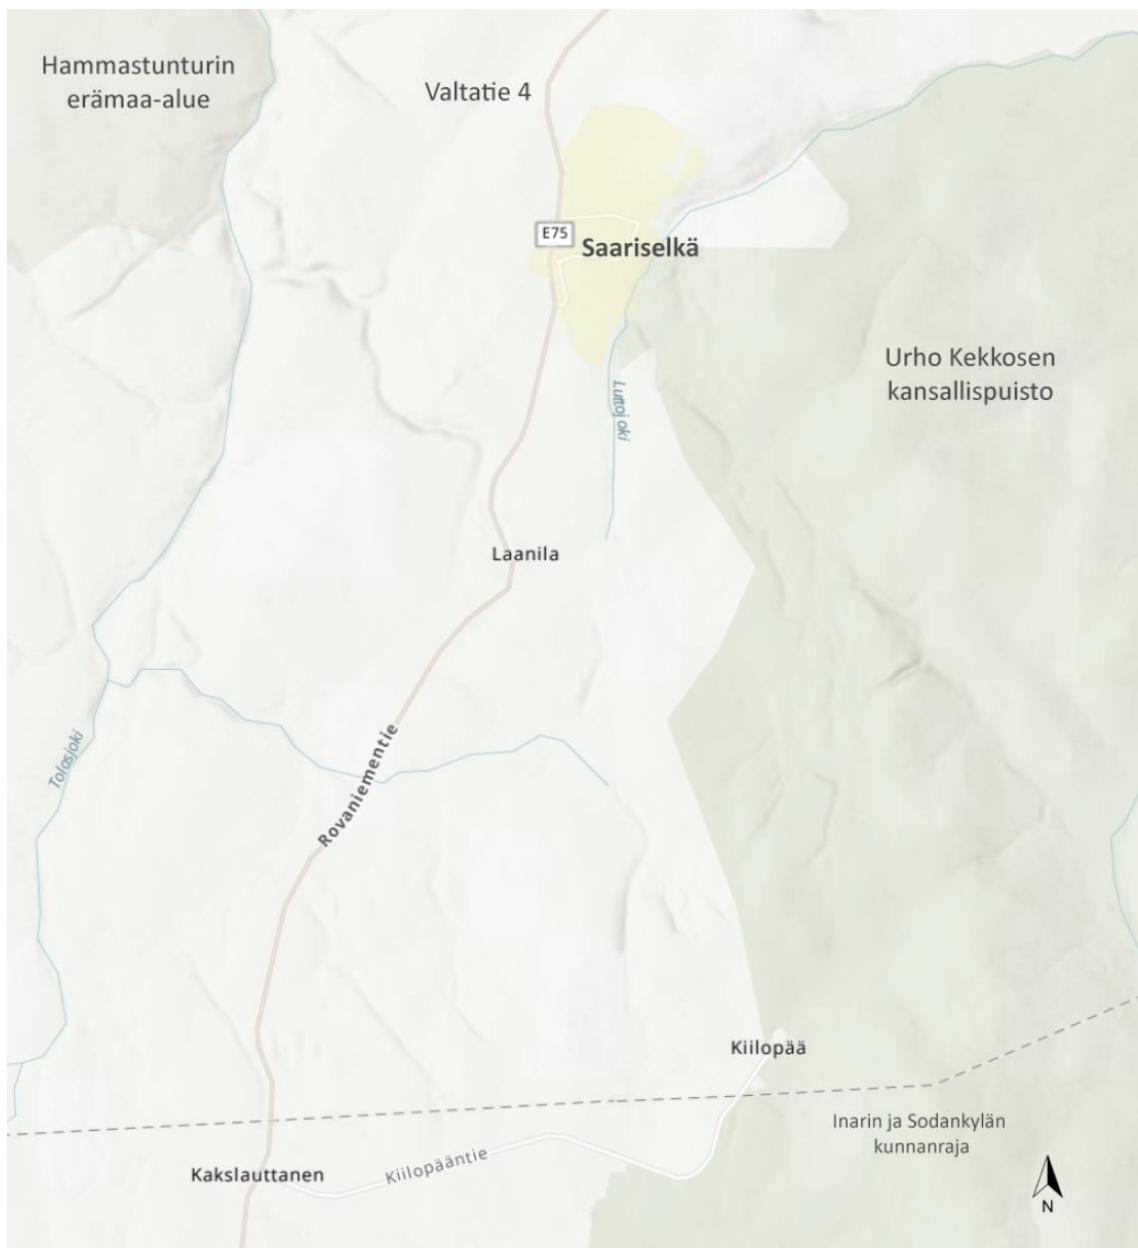 Hammastunturin
erämaa-alue
Valtatie 4
E75
Saariselkä
Urho Kekkosen
kansallispuisto
Luttojoki
Laanila
Tolosjoki
Rovaniementie
Kiilopää
Inarin ja Sodankylän
kunnanraja
Kiilopääntie
Kakslauttanen
N